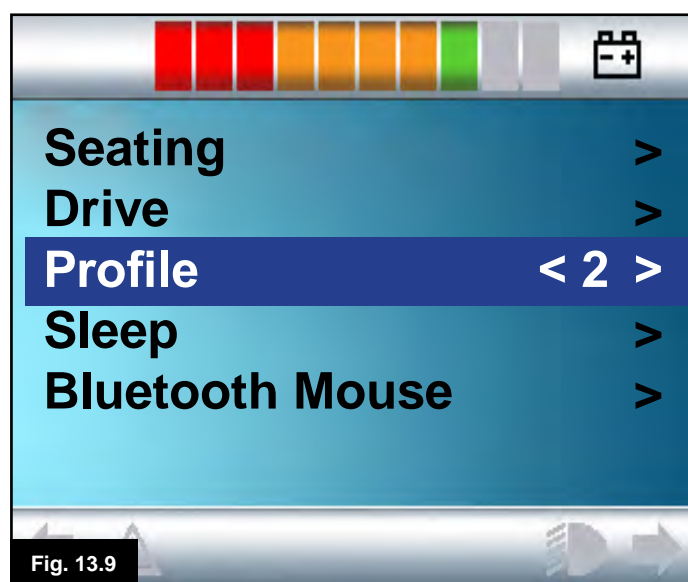 Seating >
Drive >
Profile < 2 >
Sleep >
Bluetooth Mouse >
Fig. 13.9